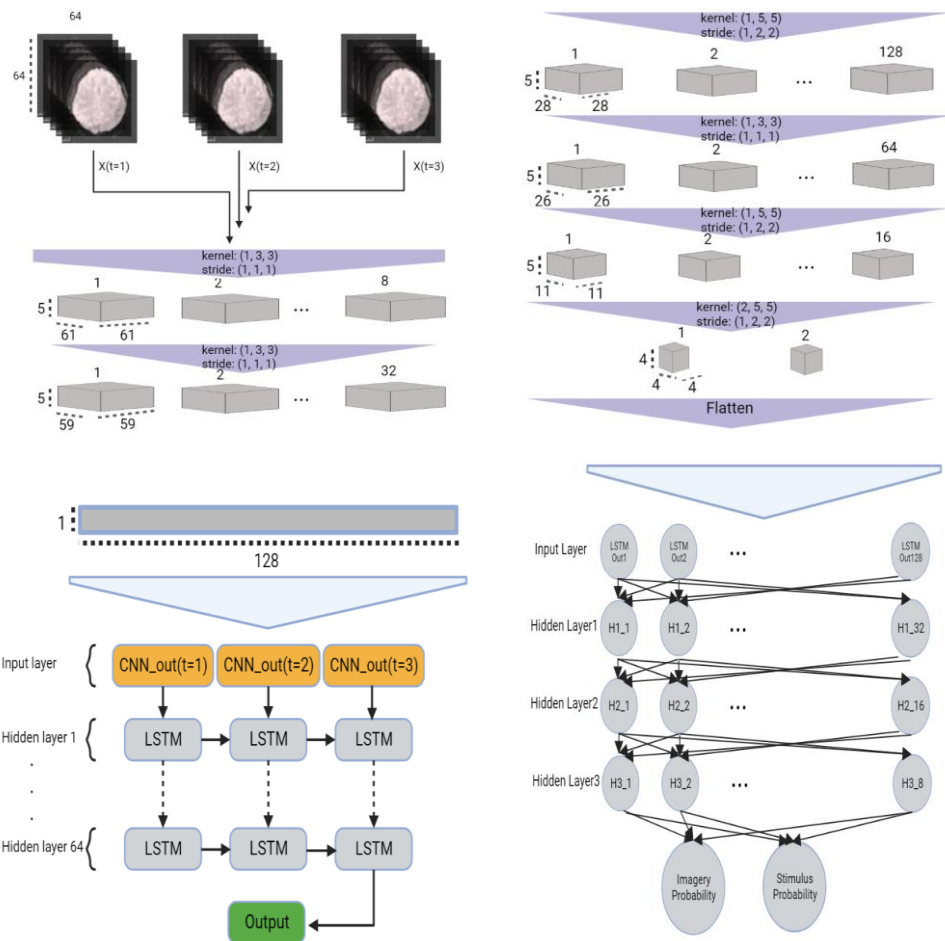 64
64
X(t=1)
X(t=2)
X(t=3)
kernel: (1, 3, 3)
stride: (1, 1, 1)
1
2
8
...
5
61
61
kernel: (1, 3, 3)
stride: (1, 1, 1)
1
2
32
...
5
59
59
kernel: (1, 5, 5)
stride: (1, 2, 2)
1
2
128
...
5
28
28
kernel: (1, 3, 3)
stride: (1, 1, 1)
1
2
64
...
5
26
26
kernel: (1, 5, 5)
stride: (1, 2, 2)
1
2
16
...
5
11
11
kernel: (2, 5, 5)
stride: (1, 2, 2)
1
2
4
4
4
Flatten
1
128
Input layer
CNN_out(t=1) CNN_out(t=2) CNN_out(t=3)
Hidden layer 1
LSTM LSTM LSTM
.
.
.
Hidden layer 64
LSTM LSTM LSTM
Output
Input Layer
LSTM
Out1
LSTM
Out2
...
LSTM
Out128
Hidden Layer1
H1_1 H1_2 ... H1_32
Hidden Layer2
H2_1 H2_2 ... H2_16
Hidden Layer3
H3_1 H3_2 ... H3_8
Imagery
Probability
Stimulus
Probability